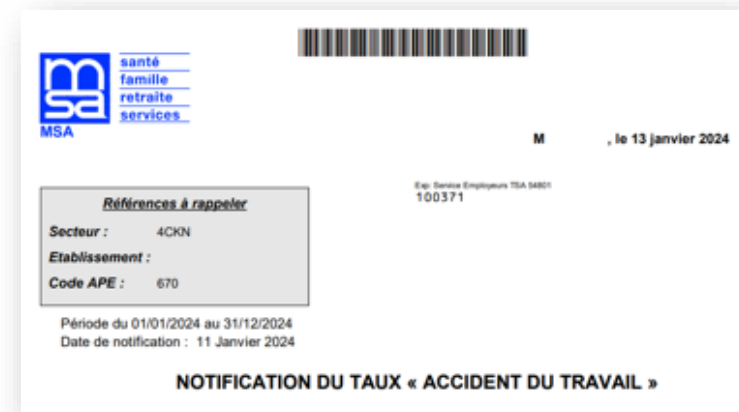 msa
santé
famille
retraite
services
MSA
M , le 13 janvier 2024
Exp: Service Employeurs TSA 54801
100371
Références à rappeler
Secteur : 4CKN
Etablissement :
Code APE : 670
Période du 01/01/2024 au 31/12/2024
Date de notification : 11 Janvier 2024
NOTIFICATION DU TAUX « ACCIDENT DU TRAVAIL »